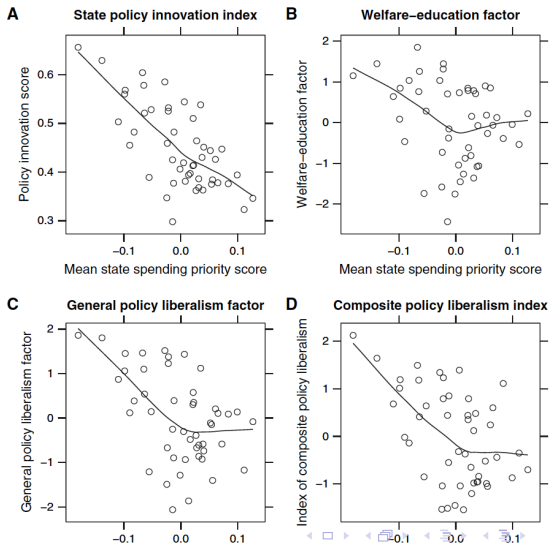 A State policy innovation index
Policy innovation score
0.6
0.5
0.4
0.3
−0.1 0.0 0.1
Mean state spending priority score
B Welfare−education factor
Welfare−education factor
2
1
0
−1
−2
−0.1 0.0 0.1
Mean state spending priority score
C General policy liberalism factor
General policy liberalism factor
2
1
0
−1
−2
−0.1 0.0 0.1
D Composite policy liberalism index
Index of composite policy liberalism
2
1
0
−1
−0.1 0.0 0.1